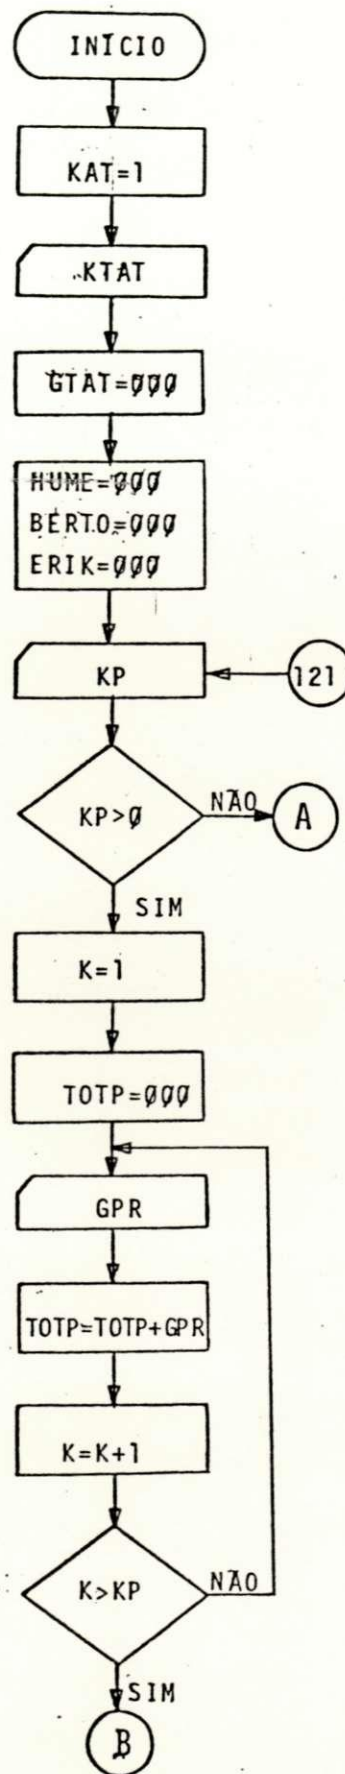 INÍCIO
KAT=1
KTAT
GTAT=ØØØ
HUME=ØØØ
BERTO=ØØØ
ERIK=ØØØ
KP
121
KP>Ø
NÃO
A
SIM
K=1
TOTP=ØØØ
GPR
TOTP=TOTP+GPR
K=K+1
K>KP
NÃO
SIM
B